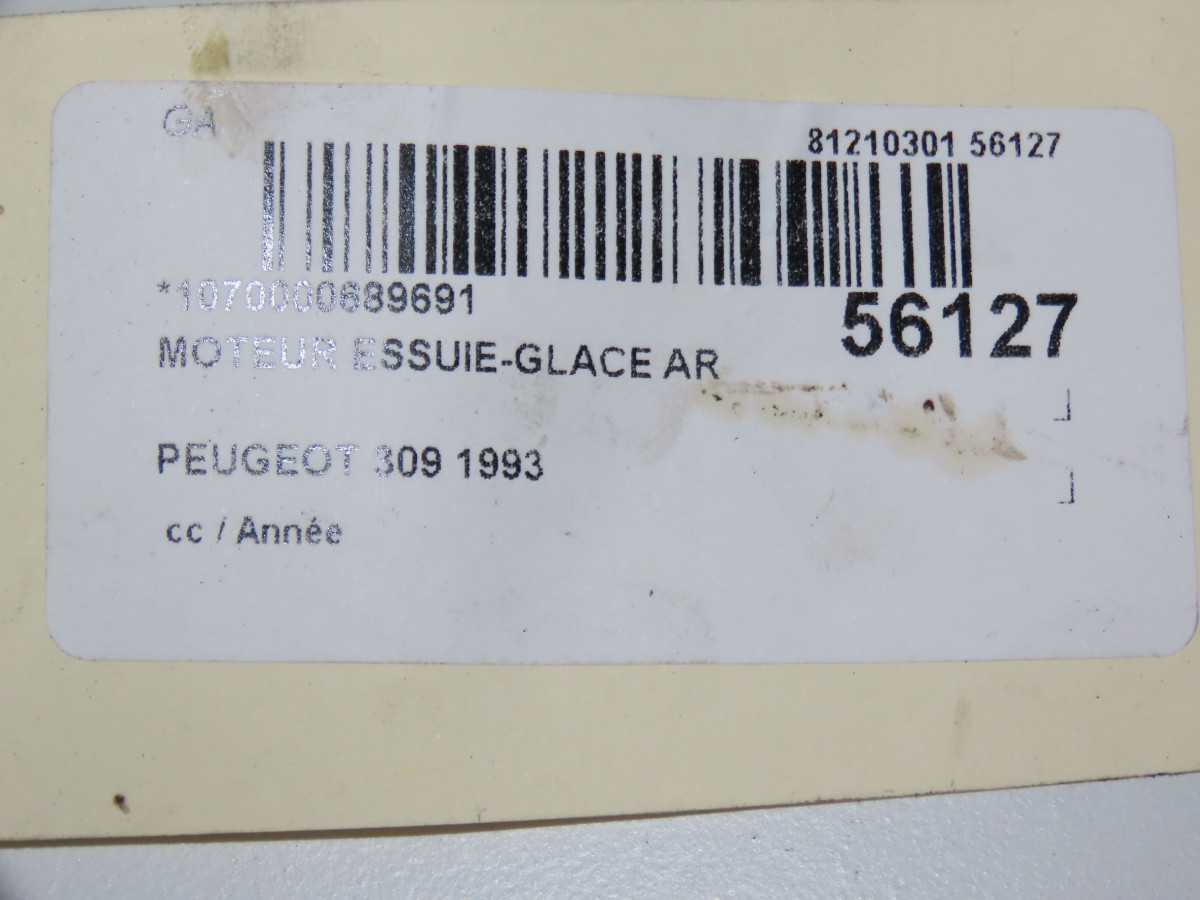 GA
81210301 56127
*1070000689691
56127
MOTEUR ESSUIE-GLACE AR
PEUGEOT 309 1993
cc / Année